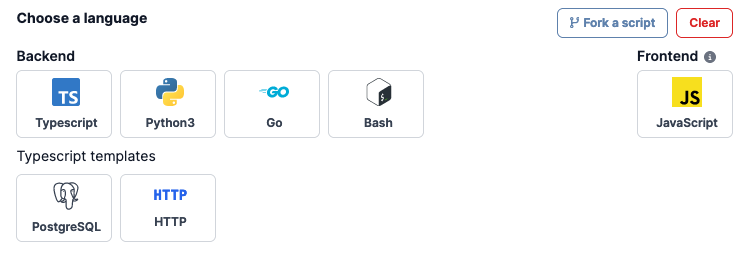 Choose a language
Fork a script
Clear
Backend
Frontend
TS
GO
JS
Typescript
Python3
Go
Bash
JavaScript
Typescript templates
HTTP
PostgreSQL
HTTP